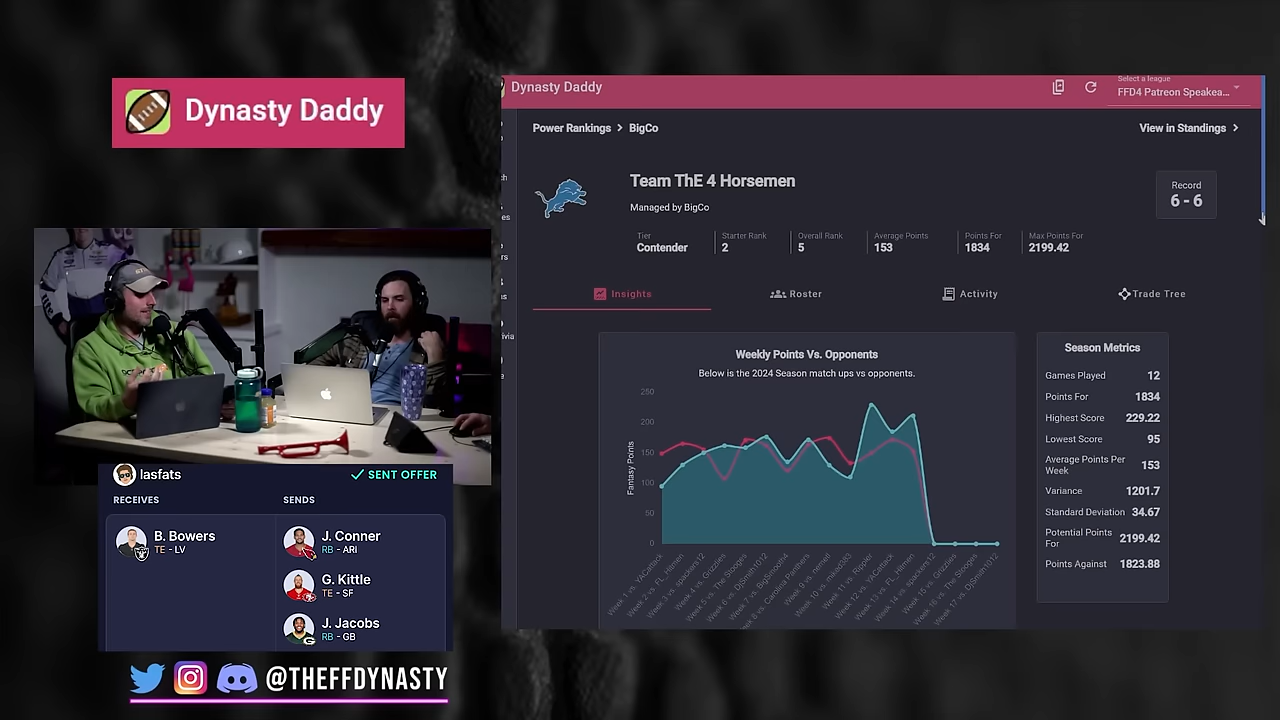 Dynasty Daddy
Dynasty Daddy
Select a league
FFD4 Patreon Speakea...
Power Rankings > BigCo
View in Standings >
Team ThE 4 Horsemen
Managed by BigCo
Record
6 - 6
Tier
Contender
Starter Rank
2
Overall Rank
5
Average Points
153
Points For
1834
Max Points For
2199.42
Insights
Roster
Activity
Trade Tree
Weekly Points Vs. Opponents
Below is the 2024 Season match ups vs opponents.
250
200
150
100
50
0
Fantasy Points
Season Metrics
Games Played 12
Points For 1834
Highest Score 229.22
Lowest Score 95
Average Points Per Week 153
Variance 1201.7
Standard Deviation 34.67
Potential Points For 2199.42
Points Against 1823.88
lasfats
SENT OFFER
RECEIVES
SENDS
B. Bowers
TE - LV
J. Conner
RB - ARI
G. Kittle
TE - SF
J. Jacobs
RB - GB
@THEFFDYNASTY